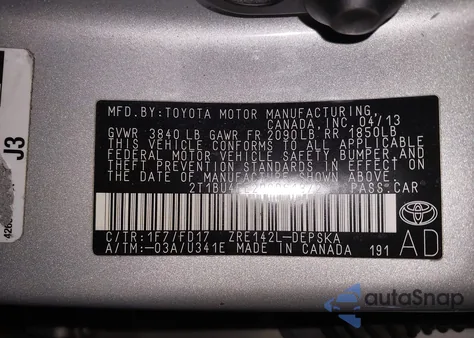 MFD.BY:TOYOTA MOTOR MANUFACTURING,
CANADA, INC. 04/13
GVWR 3840 LB GAWR FR 2090LB RR 1850LB
THIS VEHICLE CONFORMS TO ALL APPLICABLE
FEDERAL MOTOR VEHICLE SAFETY, BUMPER, AND
THEFT PREVENTION STANDARDS IN EFFECT ON
THE DATE OF MANUFACTURE SHOWN ABOVE.
PASS.CAR
C/TR:1F7/FD17 ZRE142L-DEPSKA
A/TM:-03A/U341E MADE IN CANADA 191
AD
J3
autoSnap